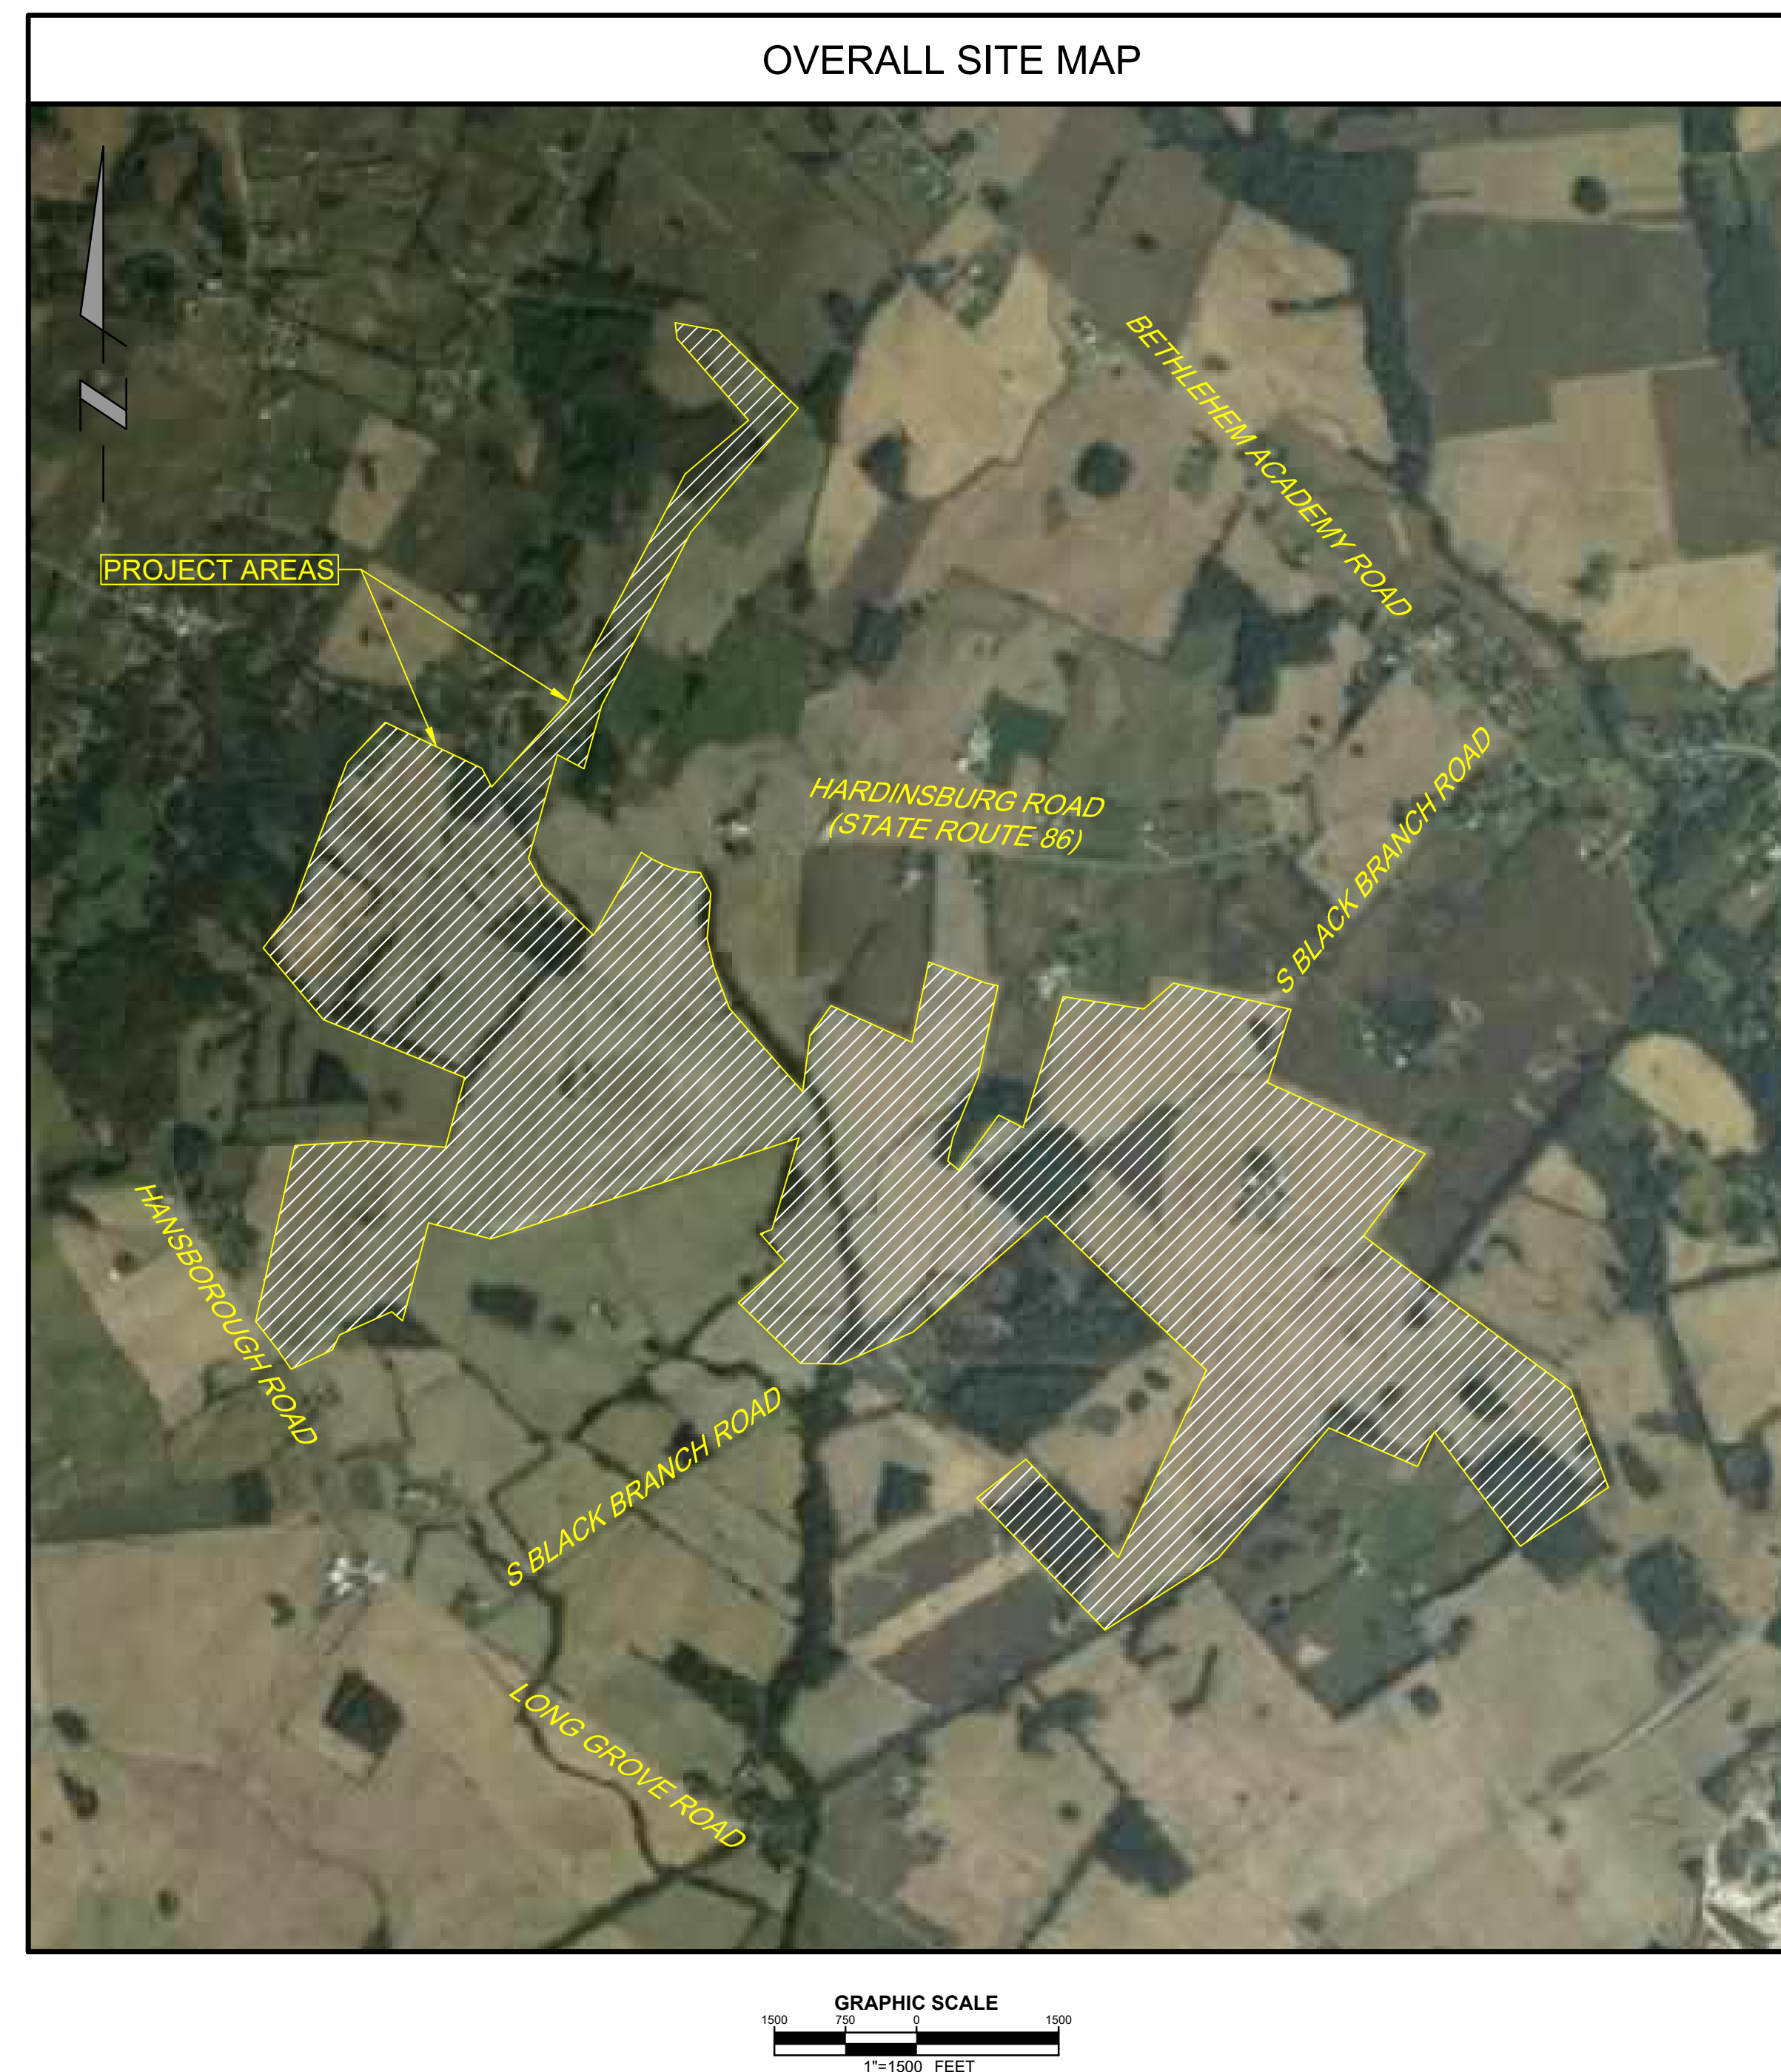 OVERALL SITE MAP
BETHLEHEM ACADEMY ROAD
N
PROJECT AREAS
S BLACK BRANCH ROAD
HARDINSBURG ROAD
(STATE ROUTE 86)
HANSBOROUGH ROAD
S BLACK BRANCH ROAD
LONG GROVE ROAD
GRAPHIC SCALE
1500 750 0 1500
1"=1500 FEET